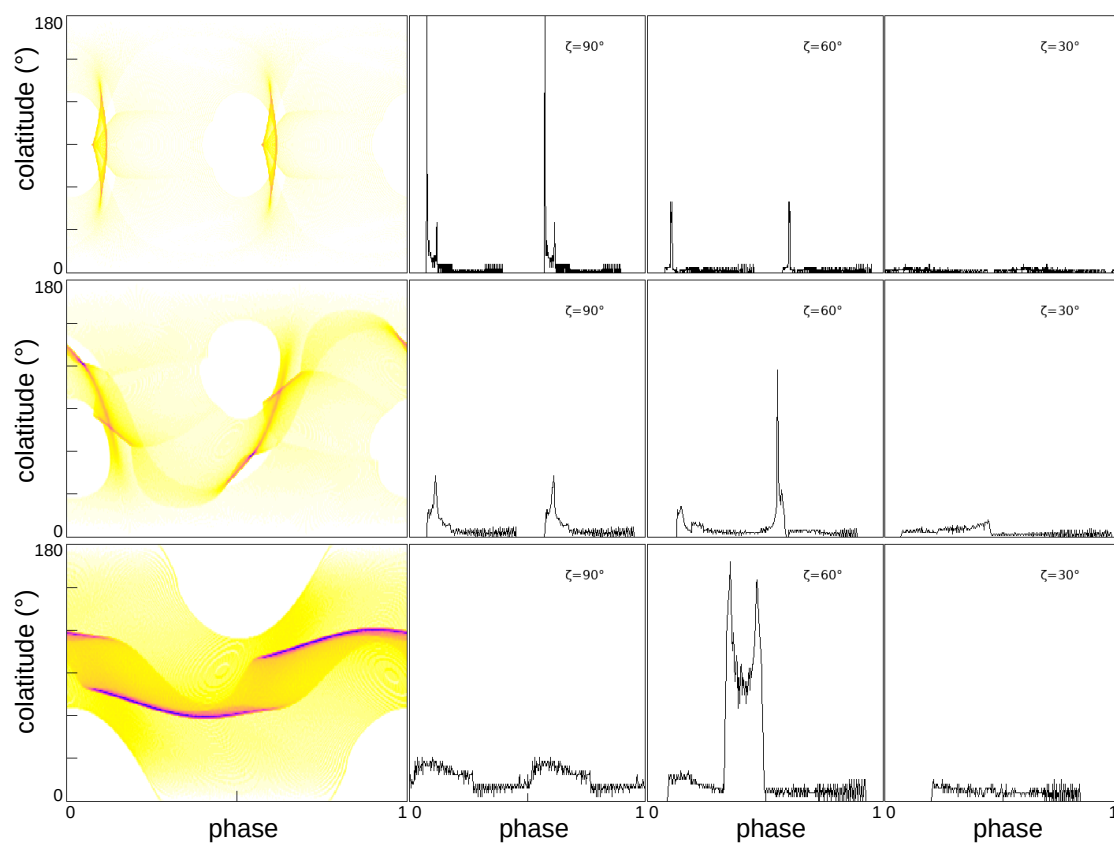 180
colatitude (°)
0
ζ=90°
ζ=60°
ζ=30°
180
colatitude (°)
0
ζ=90°
ζ=60°
ζ=30°
180
colatitude (°)
0
ζ=90°
ζ=60°
ζ=30°
0 1 0 1 0 1 0 1
phase phase phase phase